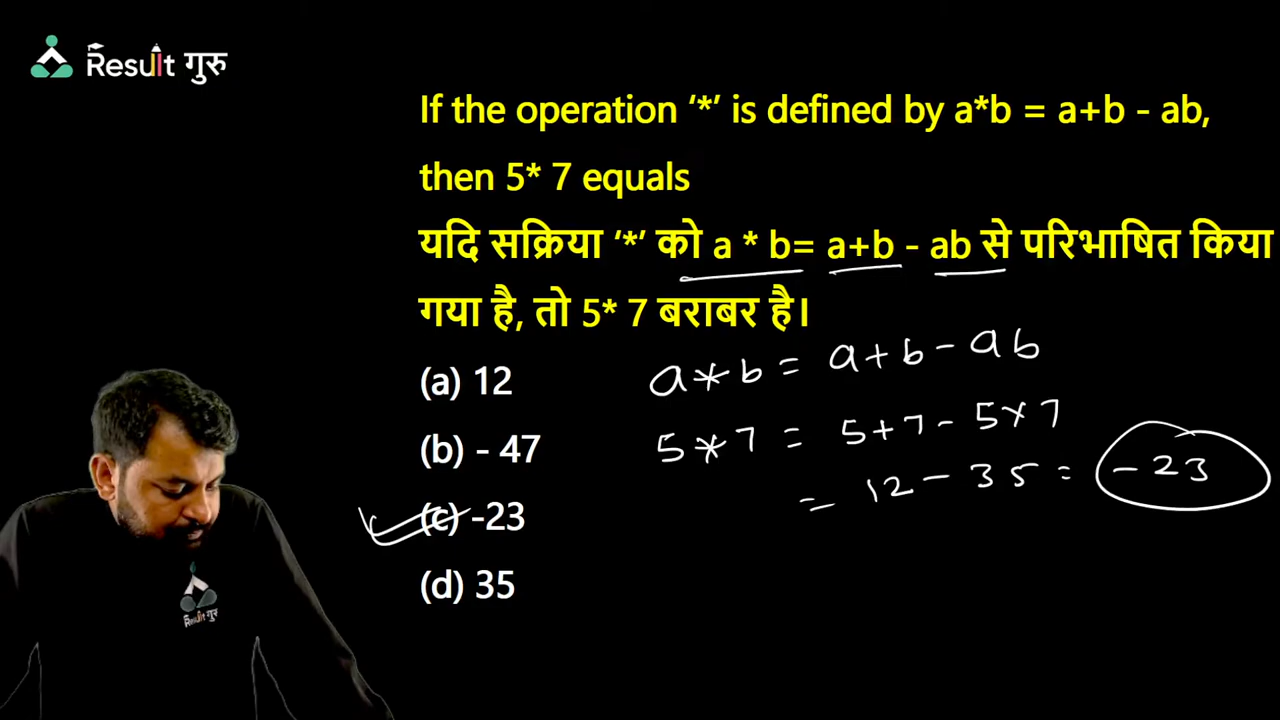 Result गुरु
If the operation ‘*’ is defined by a*b = a+b - ab,
then 5* 7 equals
यदि सक्रिया ‘*’ को a * b= a+b - ab से परिभाषित किया
गया है, तो 5* 7 बराबर है।
(a) 12
(b) - 47
(c) -23
(d) 35
a*b = a+b-ab
5*7 = 5+7-5×7
= 12-35 = -23
Result गुरु